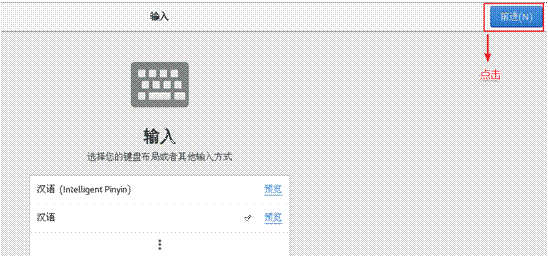 输入
前进(N)
点击
输入
选择您的键盘布局或者其他输入方式
汉语 (Intelligent Pinyin) 预览
汉语 预览